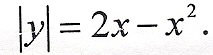 |y| = 2x − x².